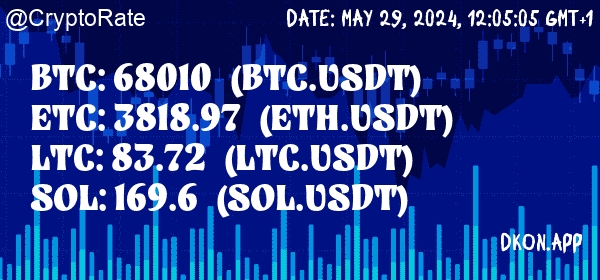 @CryptoRate
DATE: MAY 29, 2024, 12:05:05 GMT+1
BTC: 68010 (BTC.USDT)
ETC: 3818.97 (ETH.USDT)
LTC: 83.72 (LTC.USDT)
SOL: 169.6 (SOL.USDT)
DKON.APP